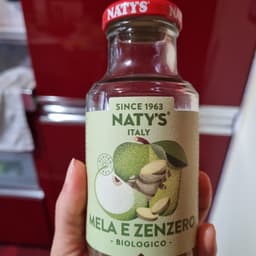 NATY'S®
SINCE 1963
NATY'S®
ITALY
MELA E ZENZERO
- BIOLOGICO -